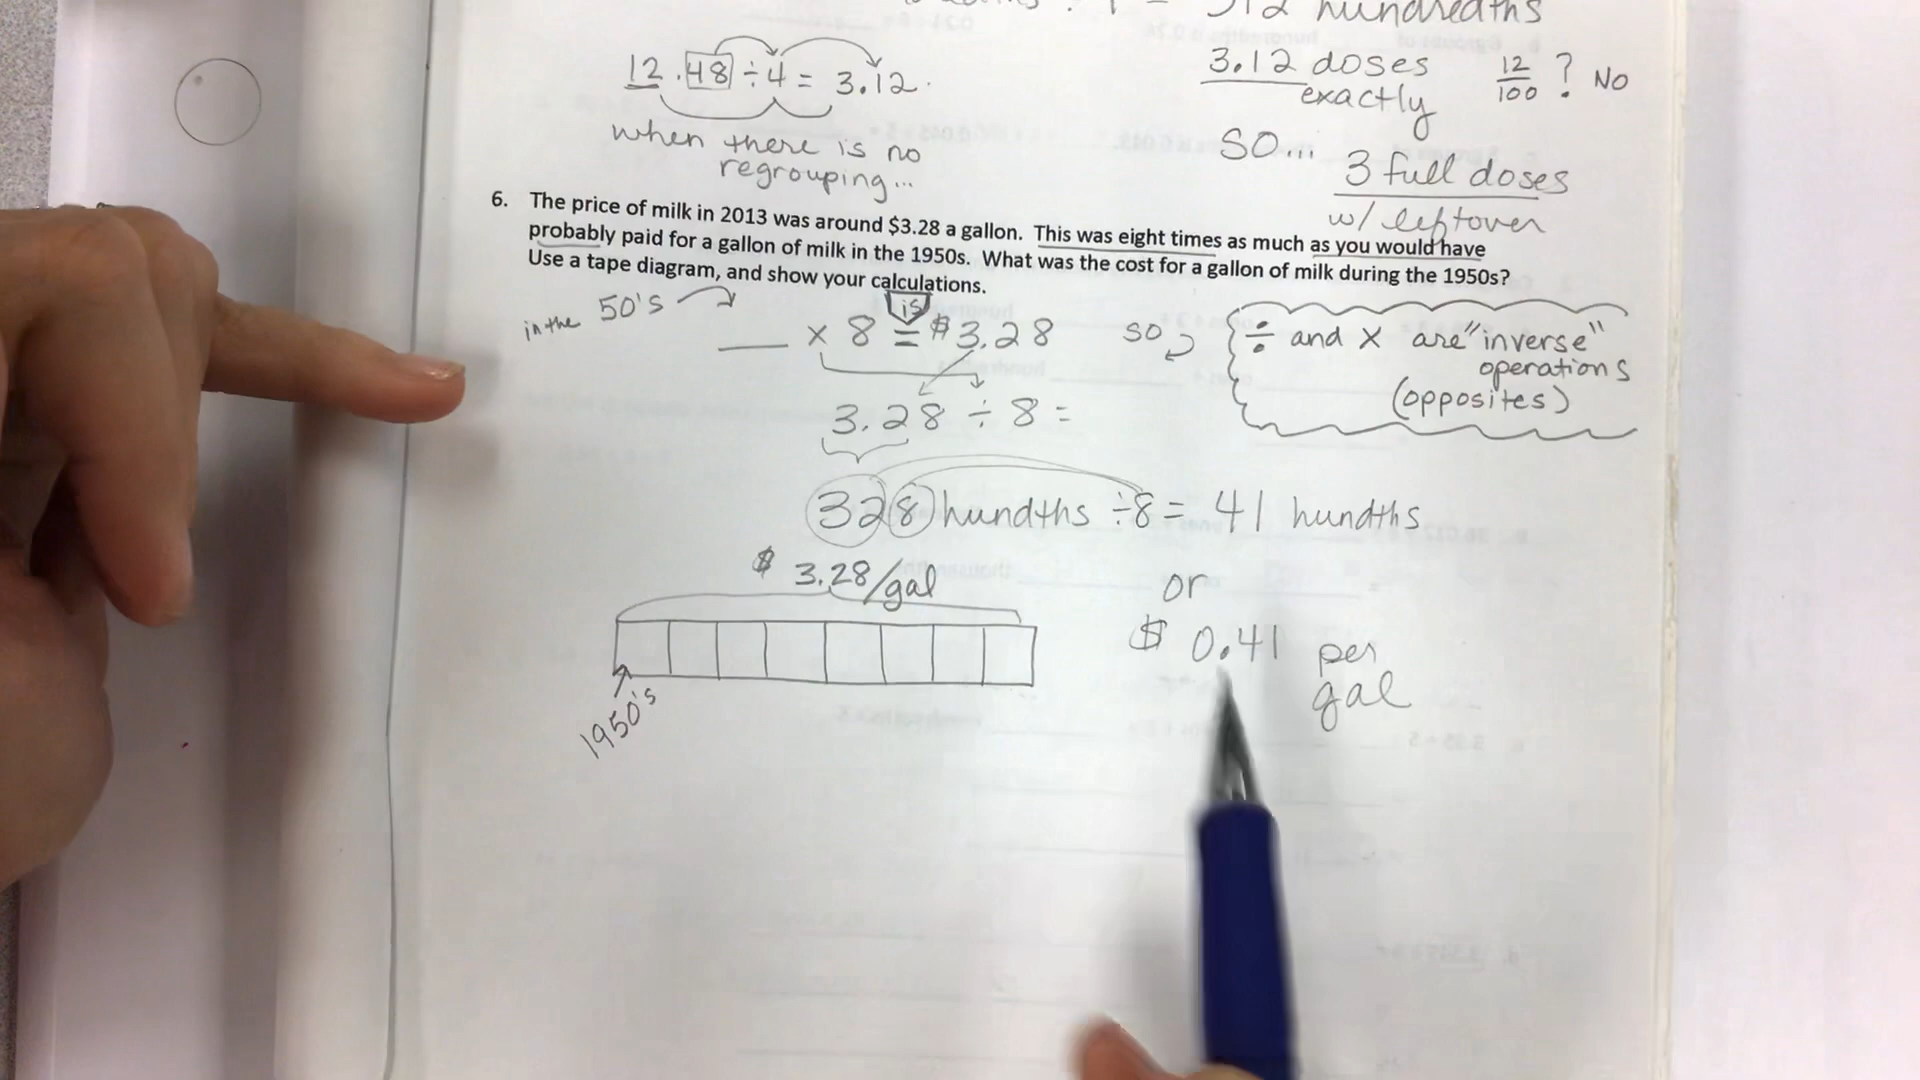 312 hundredths
12.48 ÷ 4 = 3.12
when there is no
regrouping...
3.12 doses
exactly
12/100 ? No
SO...
3 full doses
w/ leftover
6. The price of milk in 2013 was around $3.28 a gallon. This was eight times as much as you would have
probably paid for a gallon of milk in the 1950s. What was the cost for a gallon of milk during the 1950s?
Use a tape diagram, and show your calculations.
in the 50's
is
___ x 8 = $3.28
so
÷ and x are "inverse"
operations
(opposites)
3.28 ÷ 8 =
328 hundths ÷8 = 41 hundths
$ 3.28/gal
or
$ 0.41 per
gal
1950's